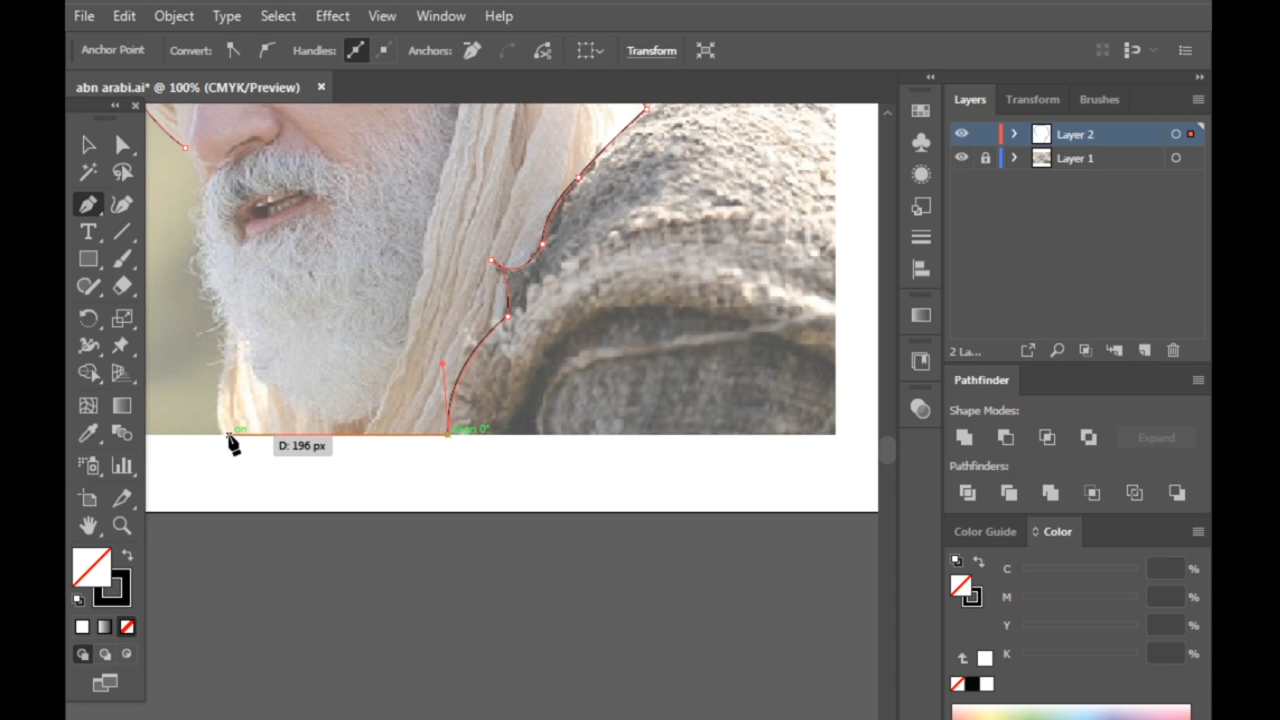 File Edit Object Type Select Effect View Window Help
Anchor Point Convert: Handles: Anchors: Transform
abn arabi.ai* @ 100% (CMYK/Preview) ×
Layers Transform Brushes
Layer 2
Layer 1
on
D: 196 px
2 La...
Pathfinder
Shape Modes:
Expand
Pathfinders:
Color Guide Color
C %
M %
Y %
K %